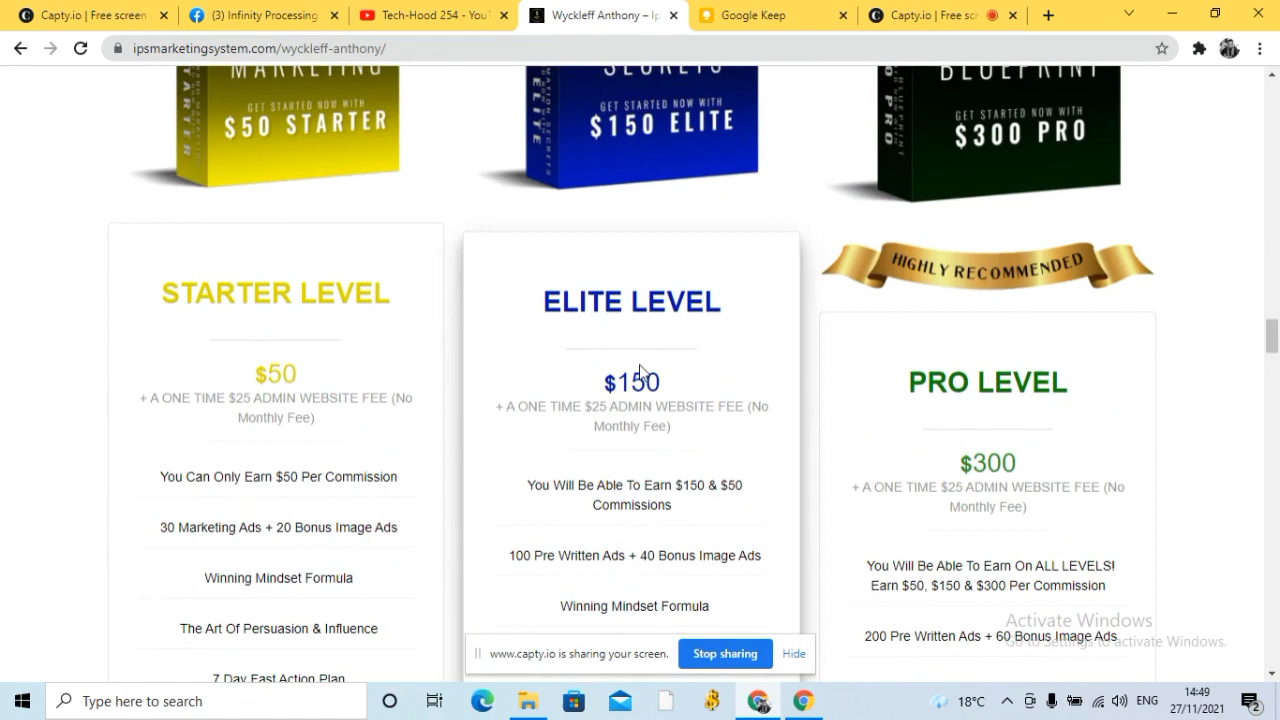 Capty.io | Free screen
(3) Infinity Processing
Tech-Hood 254 - YouT
Wyckleff Anthony – Ip
Google Keep
Capty.io | Free scr
ipsmarketingsystem.com/wyckleff-anthony/
MARKETING
GET STARTED NOW WITH
$50 STARTER
SECRETS
ELITE
GET STARTED NOW WITH
$150 ELITE
BLUEPRINT
GET STARTED NOW WITH
$300 PRO
HIGHLY RECOMMENDED
STARTER LEVEL
$50
+ A ONE TIME $25 ADMIN WEBSITE FEE (No
Monthly Fee)
You Can Only Earn $50 Per Commission
30 Marketing Ads + 20 Bonus Image Ads
Winning Mindset Formula
The Art Of Persuasion & Influence
7 Day Fast Action Plan
ELITE LEVEL
$150
+ A ONE TIME $25 ADMIN WEBSITE FEE (No
Monthly Fee)
You Will Be Able To Earn $150 & $50
Commissions
100 Pre Written Ads + 40 Bonus Image Ads
Winning Mindset Formula
PRO LEVEL
$300
+ A ONE TIME $25 ADMIN WEBSITE FEE (No
Monthly Fee)
You Will Be Able To Earn On ALL LEVELS!
Earn $50, $150 & $300 Per Commission
200 Pre Written Ads + 60 Bonus Image Ads
Activate Windows
Go to Settings to activate Windows.
www.capty.io is sharing your screen.
Stop sharing
Hide
Type here to search
18°C
ENG
14:49
27/11/2021
2